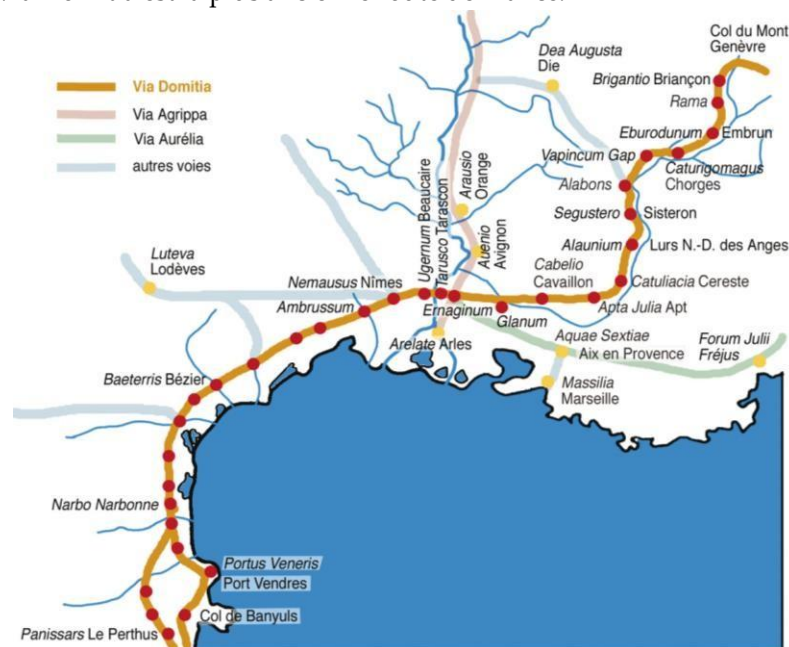 Col du Mont
Genèvre
Dea Augusta
Die
Brigantio Briançon
Via Domitia
Rama
Via Agrippa
Via Aurélia
Eburodunum Embrun
autres voies
Vapincum Gap
Caturigomagus
Chorges
Arausio
Orange
Ugernum Beaucaire
Tarusco Tarascon
Alabons
Segustero Sisteron
Auenio
Avignon
Alaunium Lurs N.-D. des Anges
Luteva
Lodèves
Cabelio
Cavaillon
Nemausus Nîmes
Catuliacia Cereste
Ambrussum
Ernaginum
Apta Julia Apt
Glanum
Arelate Arles
Aquae Sextiae
Aix en Provence
Forum Julii
Fréjus
Baeterris Bézier
Massilia
Marseille
Narbo Narbonne
Portus Veneris
Port Vendres
Col de Banyuls
Panissars Le Perthus